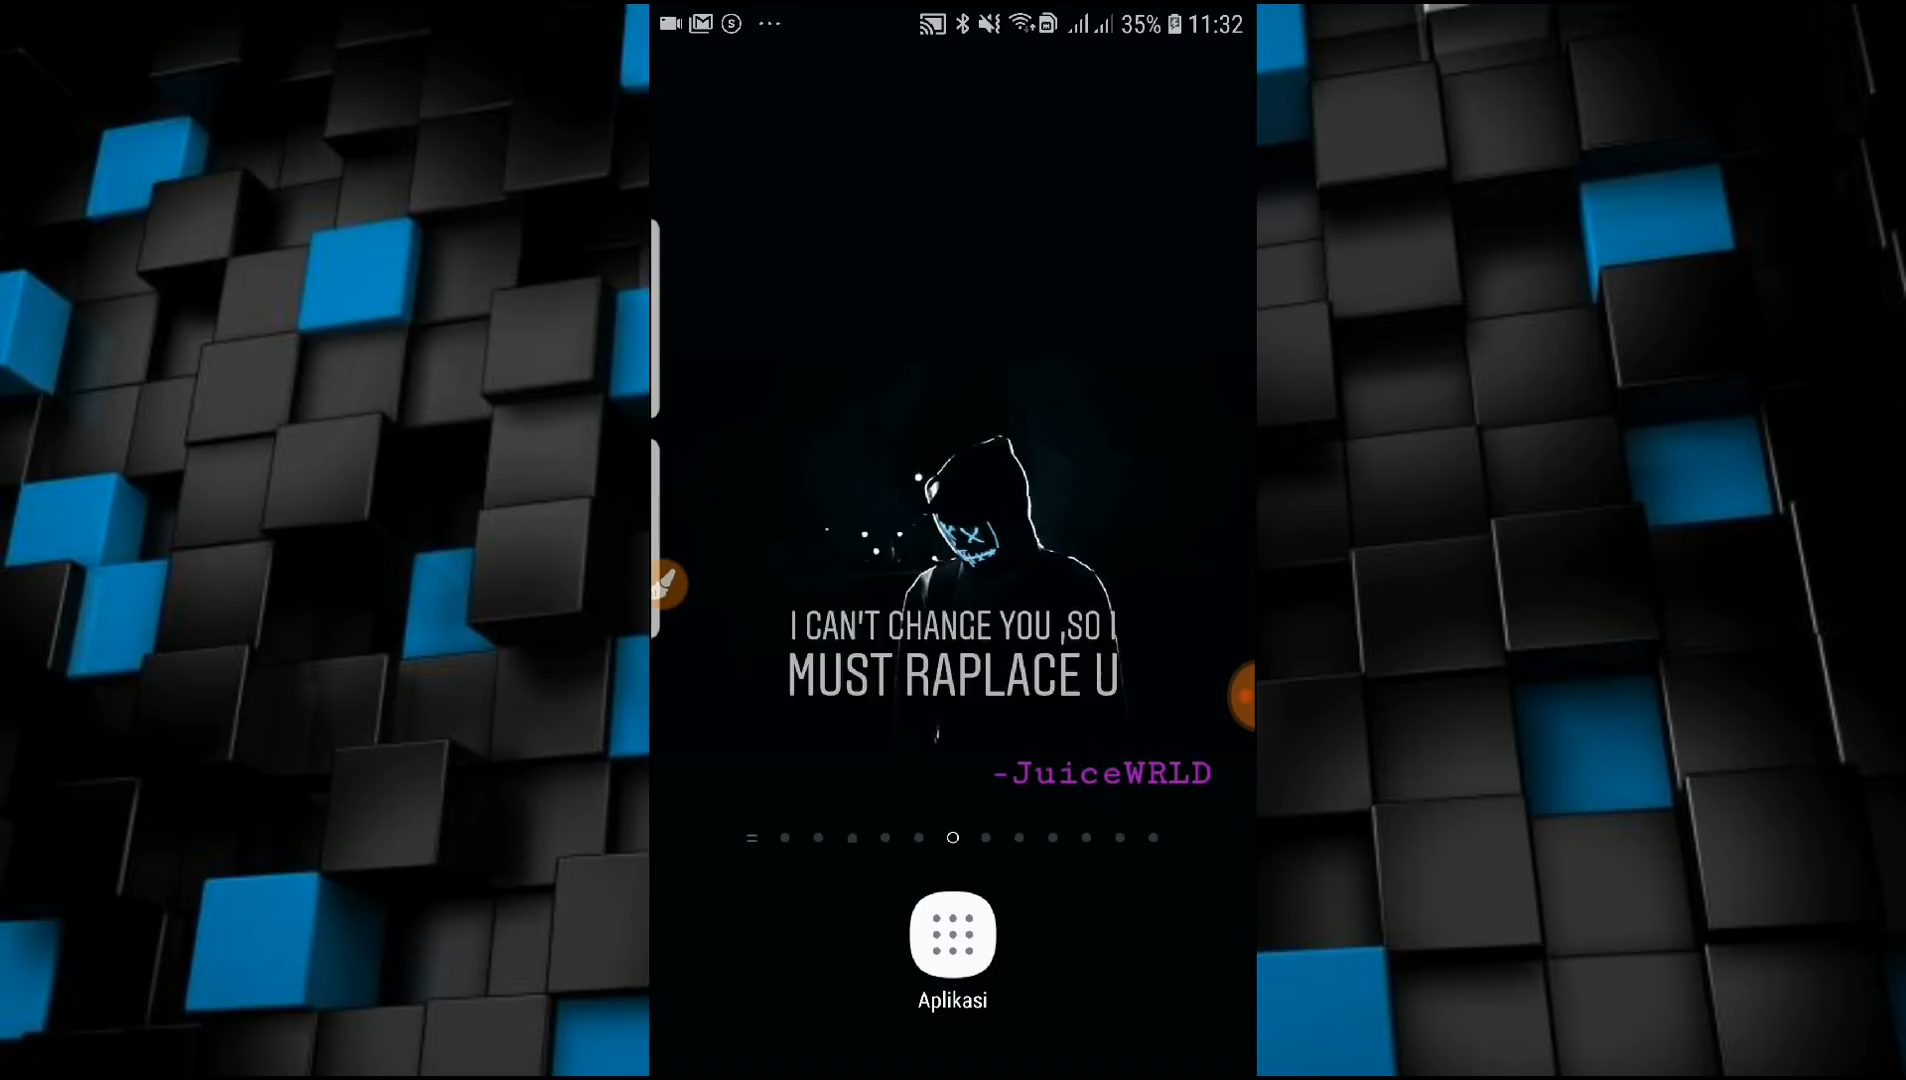 35% 11:32
I CAN'T CHANGE YOU ,SO I
MUST RAPLACE U
-JuiceWRLD
Aplikasi